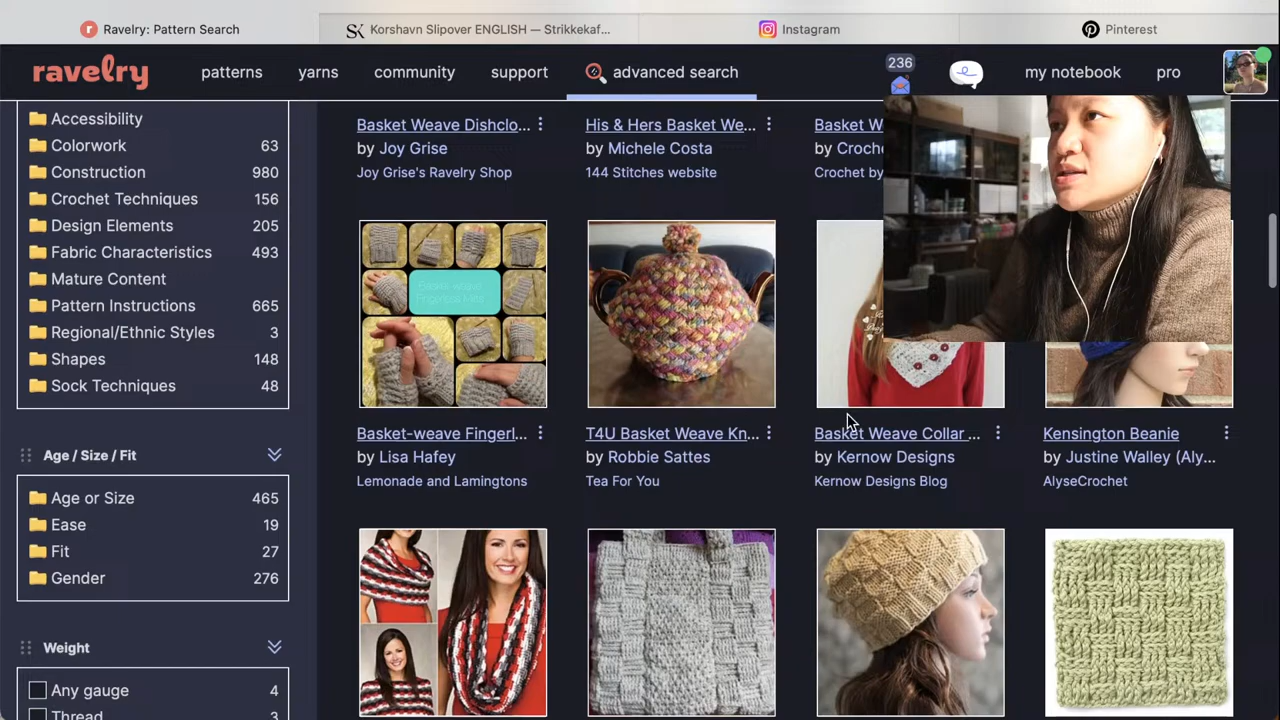 Ravelry: Pattern Search
SK Korshavn Slipover ENGLISH — Strikkekaf...
Instagram
Pinterest
ravelry
patterns
yarns
community
support
advanced search
236
my notebook
pro
Accessibility
Colorwork 63
Construction 980
Crochet Techniques 156
Design Elements 205
Fabric Characteristics 493
Mature Content
Pattern Instructions 665
Regional/Ethnic Styles 3
Shapes 148
Sock Techniques 48
Age / Size / Fit
Age or Size 465
Ease 19
Fit 27
Gender 276
Weight
Any gauge 4
Thread 3
Basket Weave Dishclo...
by Joy Grise
Joy Grise's Ravelry Shop
His & Hers Basket We...
by Michele Costa
144 Stitches website
Basket W
by Croch
Crochet by
Basket-weave Fingerl...
by Lisa Hafey
Lemonade and Lamingtons
T4U Basket Weave Kn...
by Robbie Sattes
Tea For You
Basket Weave Collar ...
by Kernow Designs
Kernow Designs Blog
Kensington Beanie
by Justine Walley (Aly...
AlyseCrochet